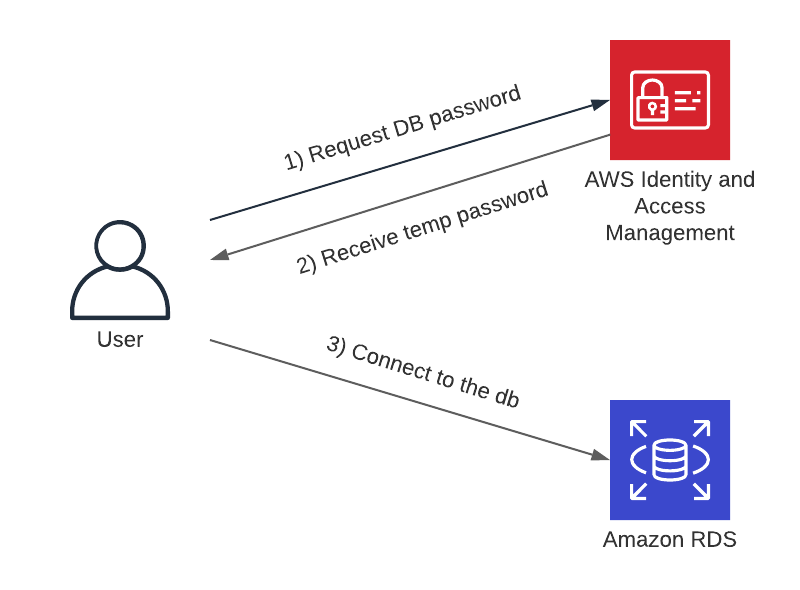 1) Request DB password
2) Receive temp password
AWS Identity and
Access
Management
User
3) Connect to the db
Amazon RDS